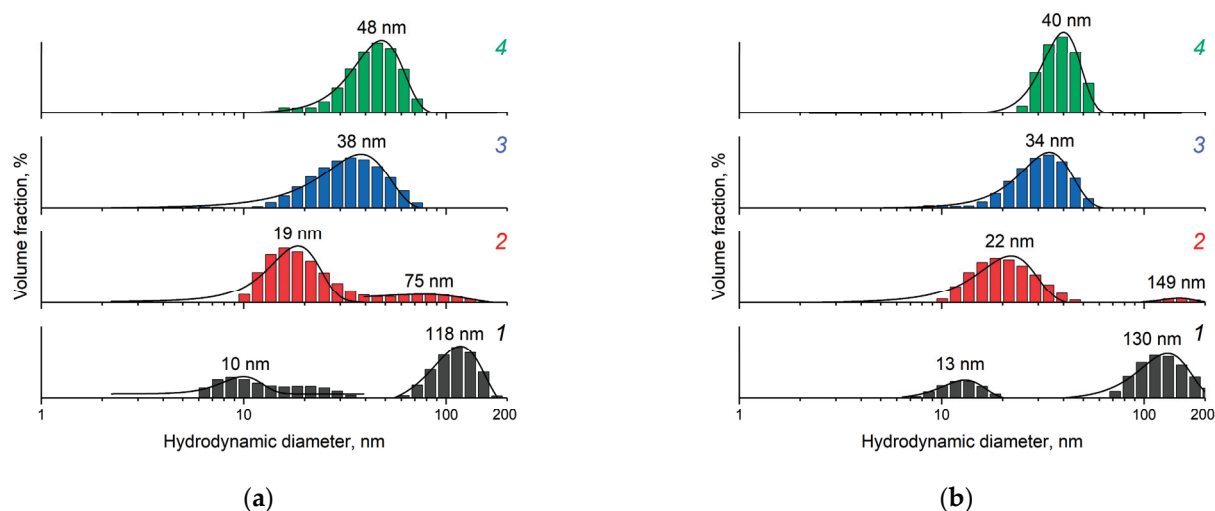 48 nm
4
38 nm
3
19 nm
75 nm
2
10 nm
118 nm
1
Volume fraction, %
1 10 100 200
Hydrodynamic diameter, nm
(a)
40 nm
4
34 nm
3
22 nm
149 nm
2
13 nm
130 nm
1
Volume fraction, %
1 10 100 200
Hydrodynamic diameter, nm
(b)